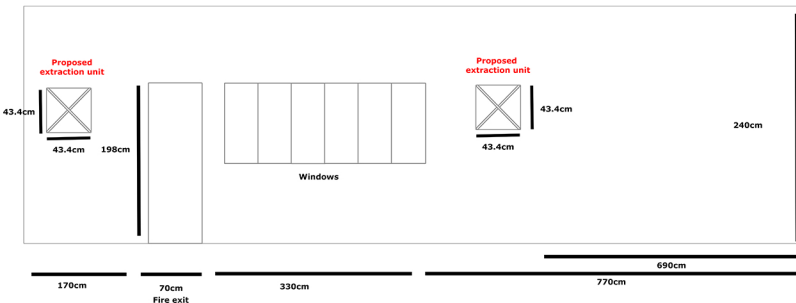 Proposed
extraction unit
43.4cm
43.4cm
198cm
Windows
Proposed
extraction unit
43.4cm
43.4cm
240cm
170cm
70cm
Fire exit
330cm
690cm
770cm